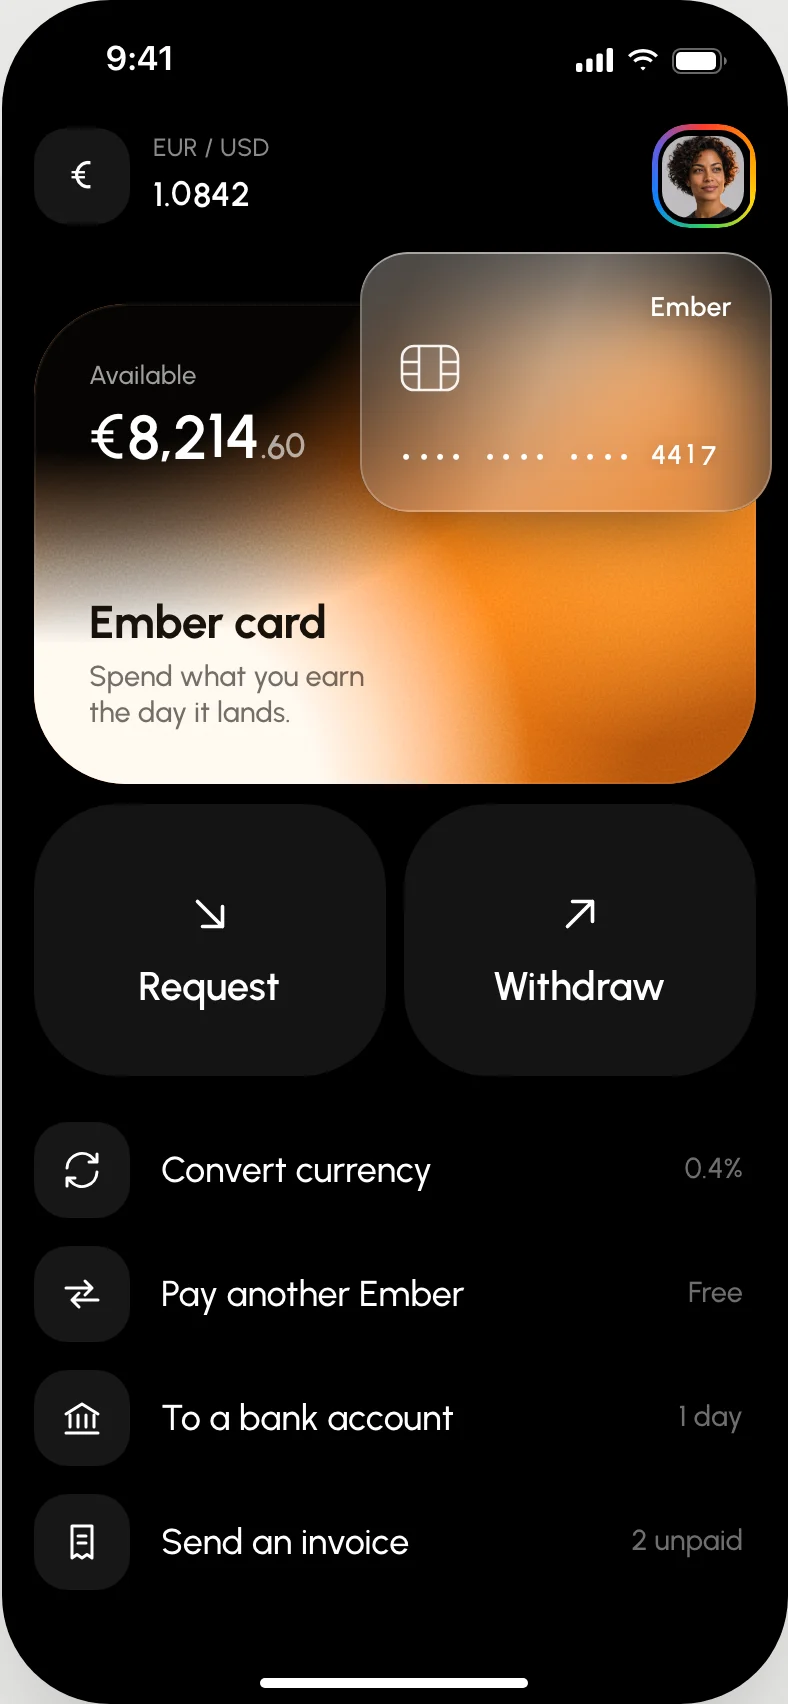 9:41
€
EUR / USD
1.0842
Ember
Available
€8,214.60
•••• •••• •••• 4417
Ember card
Spend what you earn
the day it lands.
Request
Withdraw
Convert currency
0.4%
Pay another Ember
Free
To a bank account
1 day
Send an invoice
2 unpaid